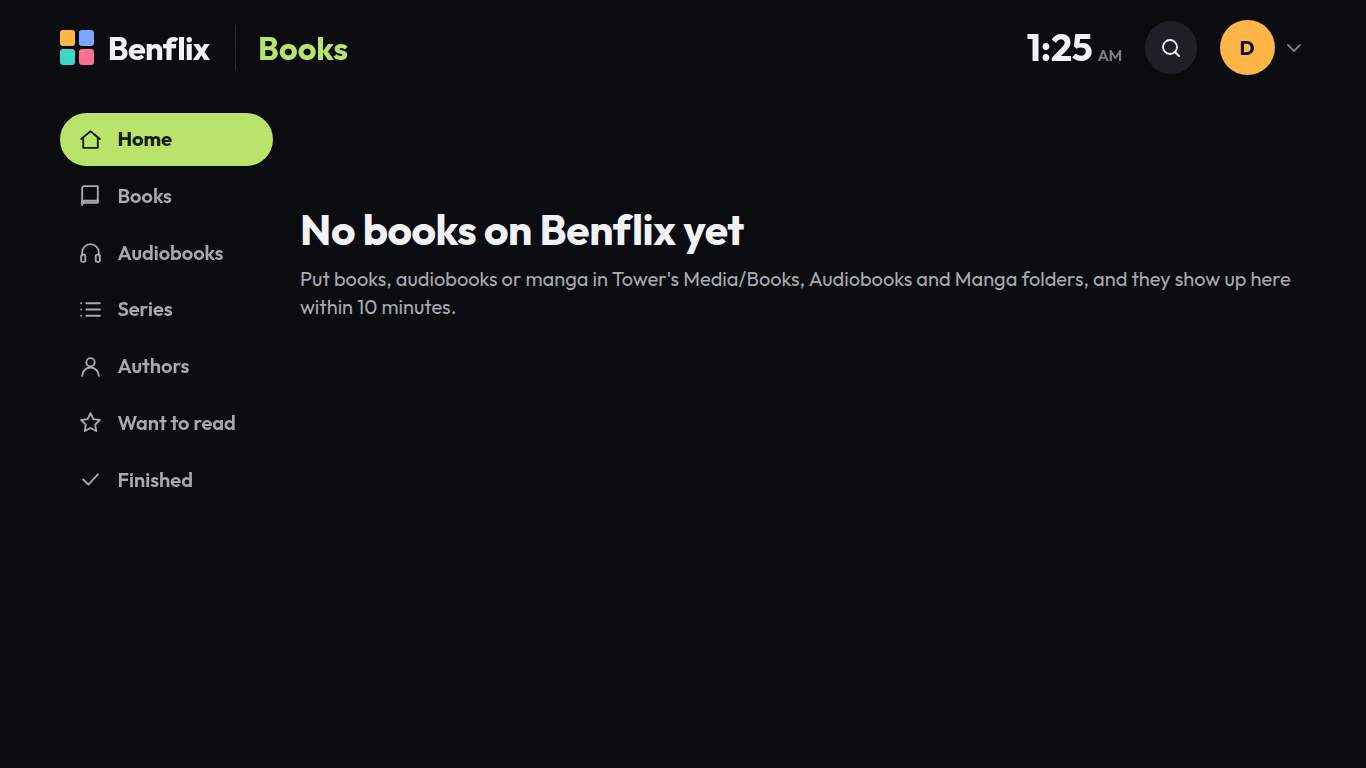 Benflix
Books
1:25 AM
D
Home
Books
Audiobooks
Series
Authors
Want to read
Finished
No books on Benflix yet
Put books, audiobooks or manga in Tower's Media/Books, Audiobooks and Manga folders, and they show up here
within 10 minutes.